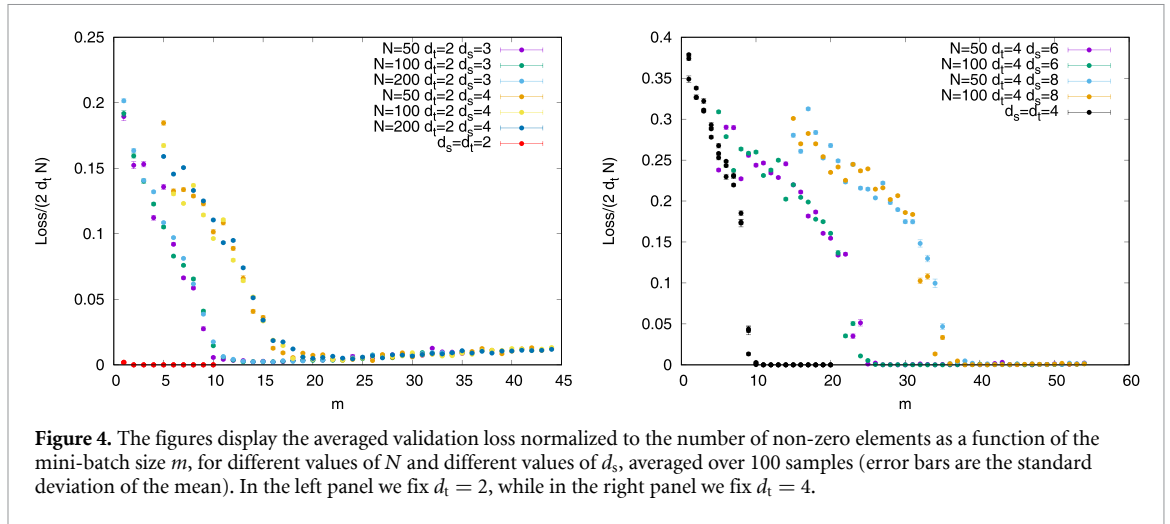 0.25
0.2
0.15
0.1
0.05
0
Loss/(2 dt N)
0 5 10 15 20 25 30 35 40 45
m
N=50 dt=2 ds=3
N=100 dt=2 ds=3
N=200 dt=2 ds=3
N=50 dt=2 ds=4
N=100 dt=2 ds=4
N=200 dt=2 ds=4
ds=dt=2
0.4
0.35
0.3
0.25
0.2
0.15
0.1
0.05
0
Loss/(2 dt N)
0 10 20 30 40 50 60
m
N=50 dt=4 ds=6
N=100 dt=4 ds=6
N=50 dt=4 ds=8
N=100 dt=4 ds=8
ds=dt=4
Figure 4. The figures display the averaged validation loss normalized to the number of non-zero elements as a function of the
mini-batch size m, for different values of N and different values of ds, averaged over 100 samples (error bars are the standard
deviation of the mean). In the left panel we fix dt = 2, while in the right panel we fix dt = 4.